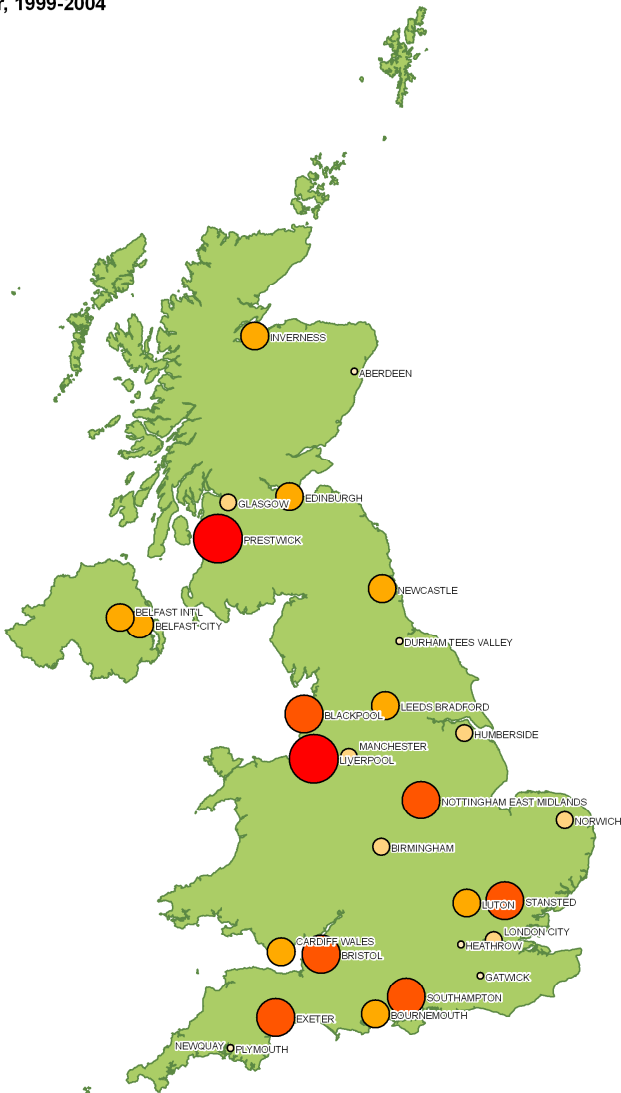 r, 1999-2004
INVERNESS
ABERDEEN
GLASGOW
EDINBURGH
PRESTWICK
NEWCASTLE
BELFAST INT'L
BELFAST CITY
DURHAM TEES VALLEY
LEEDS BRADFORD
BLACKPOOL
HUMBERSIDE
MANCHESTER
LIVERPOOL
NOTTINGHAM EAST MIDLANDS
NORWICH
BIRMINGHAM
LUTON
STANSTED
LONDON CITY
CARDIFF WALES
HEATHROW
BRISTOL
GATWICK
SOUTHAMPTON
BOURNEMOUTH
EXETER
NEWQUAY
PLYMOUTH